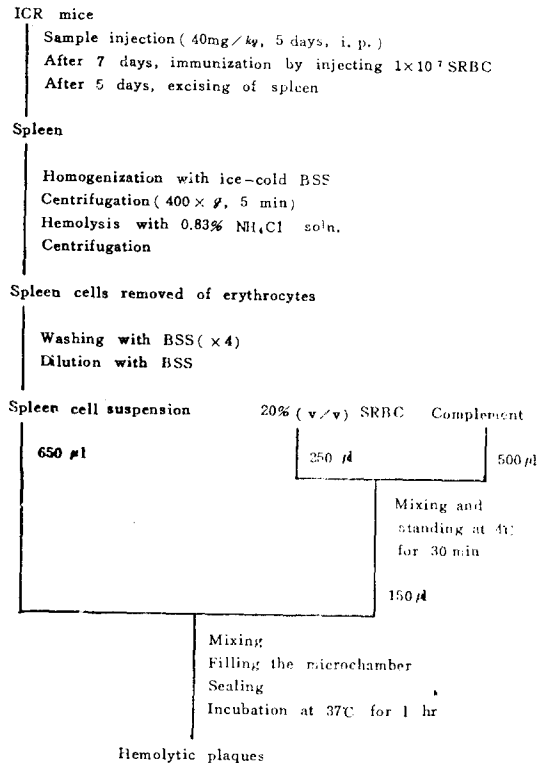 ICR mice
Sample injection ( 40mg / kg, 5 days, i. p. )
After 7 days, immunization by injecting 1×10⁷ SRBC
After 5 days, excising of spleen
Spleen
Homogenization with ice-cold BSS
Centrifugation ( 400 × g, 5 min )
Hemolysis with 0.83% NH₄Cl soln.
Centrifugation
Spleen cells removed of erythrocytes
Washing with BSS ( ×4 )
Dilution with BSS
Spleen cell suspension 20% ( v/v ) SRBC Complement
650 μl 250 μl 500 μl
Mixing and
standing at 4℃
for 30 min
150 μl
Mixing
Filling the microchamber
Sealing
Incubation at 37℃ for 1 hr
Hemolytic plaques